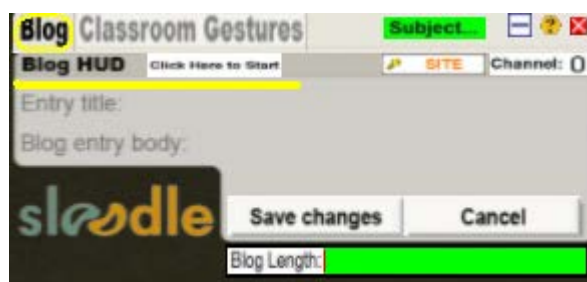 Blog Classroom Gestures Subject... ?
Blog HUD Click Here to Start SITE Channel: 0
Entry title:
Blog entry body:
sloodle Save changes Cancel
Blog Length: